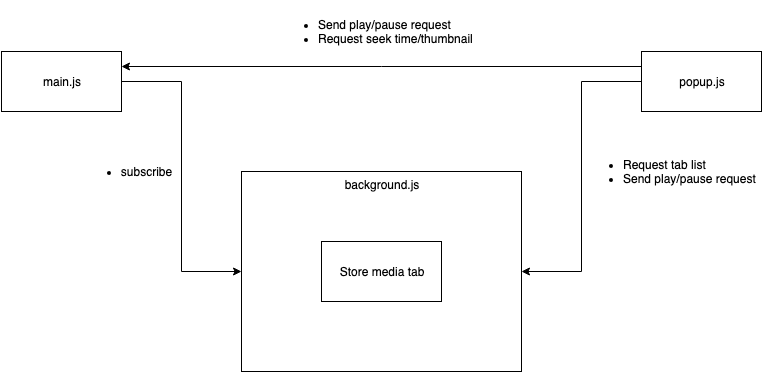 • Send play/pause request
• Request seek time/thumbnail
main.js
popup.js
• subscribe
• Request tab list
• Send play/pause request
background.js
Store media tab